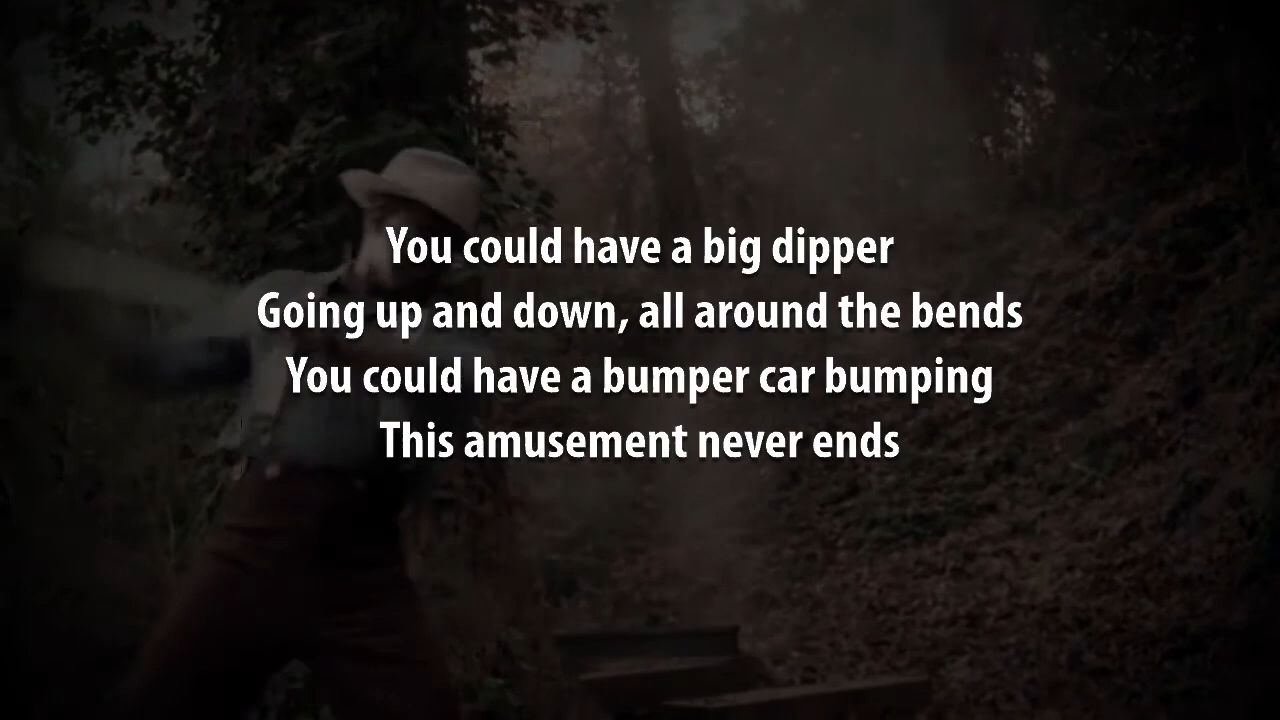 You could have a big dipper
Going up and down, all around the bends
You could have a bumper car bumping
This amusement never ends